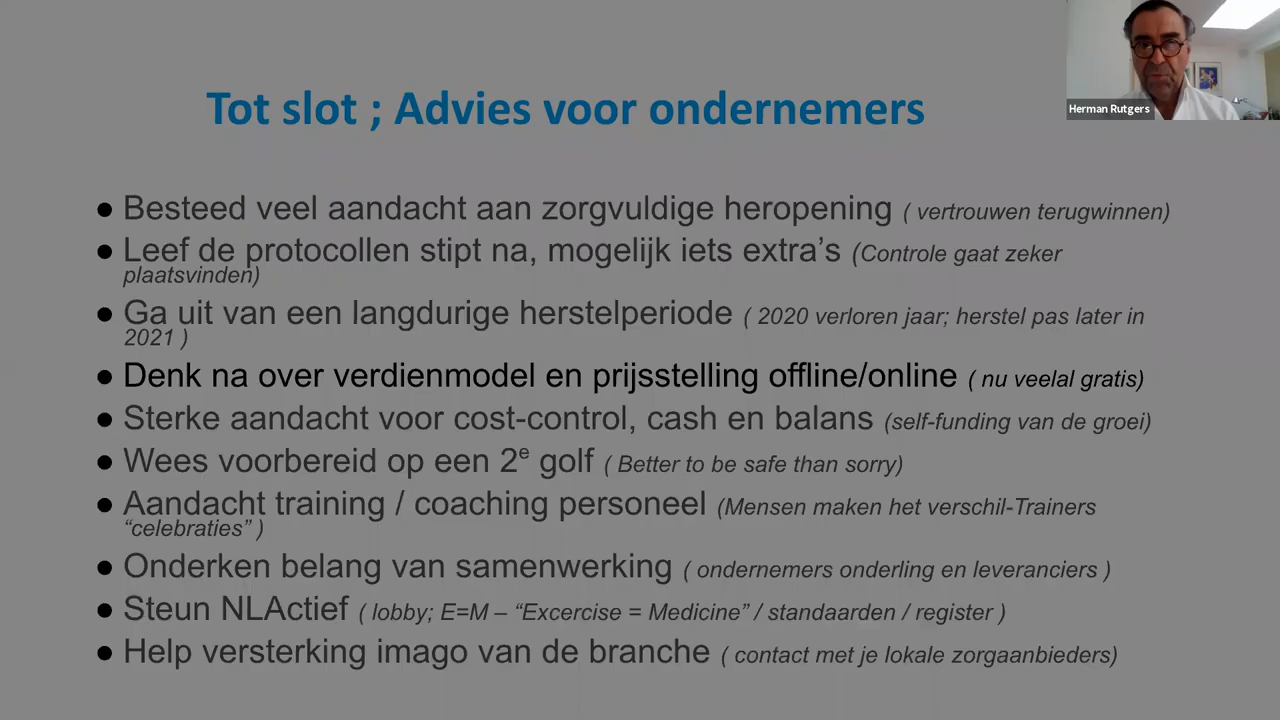 Herman Rutgers
Tot slot ; Advies voor ondernemers
● Besteed veel aandacht aan zorgvuldige heropening ( vertrouwen terugwinnen)
● Leef de protocollen stipt na, mogelijk iets extra’s (Controle gaat zeker
plaatsvinden)
● Ga uit van een langdurige herstelperiode ( 2020 verloren jaar; herstel pas later in
2021 )
● Denk na over verdienmodel en prijsstelling offline/online ( nu veelal gratis)
● Sterke aandacht voor cost-control, cash en balans (self-funding van de groei)
● Wees voorbereid op een 2e golf ( Better to be safe than sorry)
● Aandacht training / coaching personeel (Mensen maken het verschil-Trainers
“celebraties” )
● Onderken belang van samenwerking ( ondernemers onderling en leveranciers )
● Steun NLActief ( lobby; E=M – “Excercise = Medicine” / standaarden / register )
● Help versterking imago van de branche ( contact met je lokale zorgaanbieders)